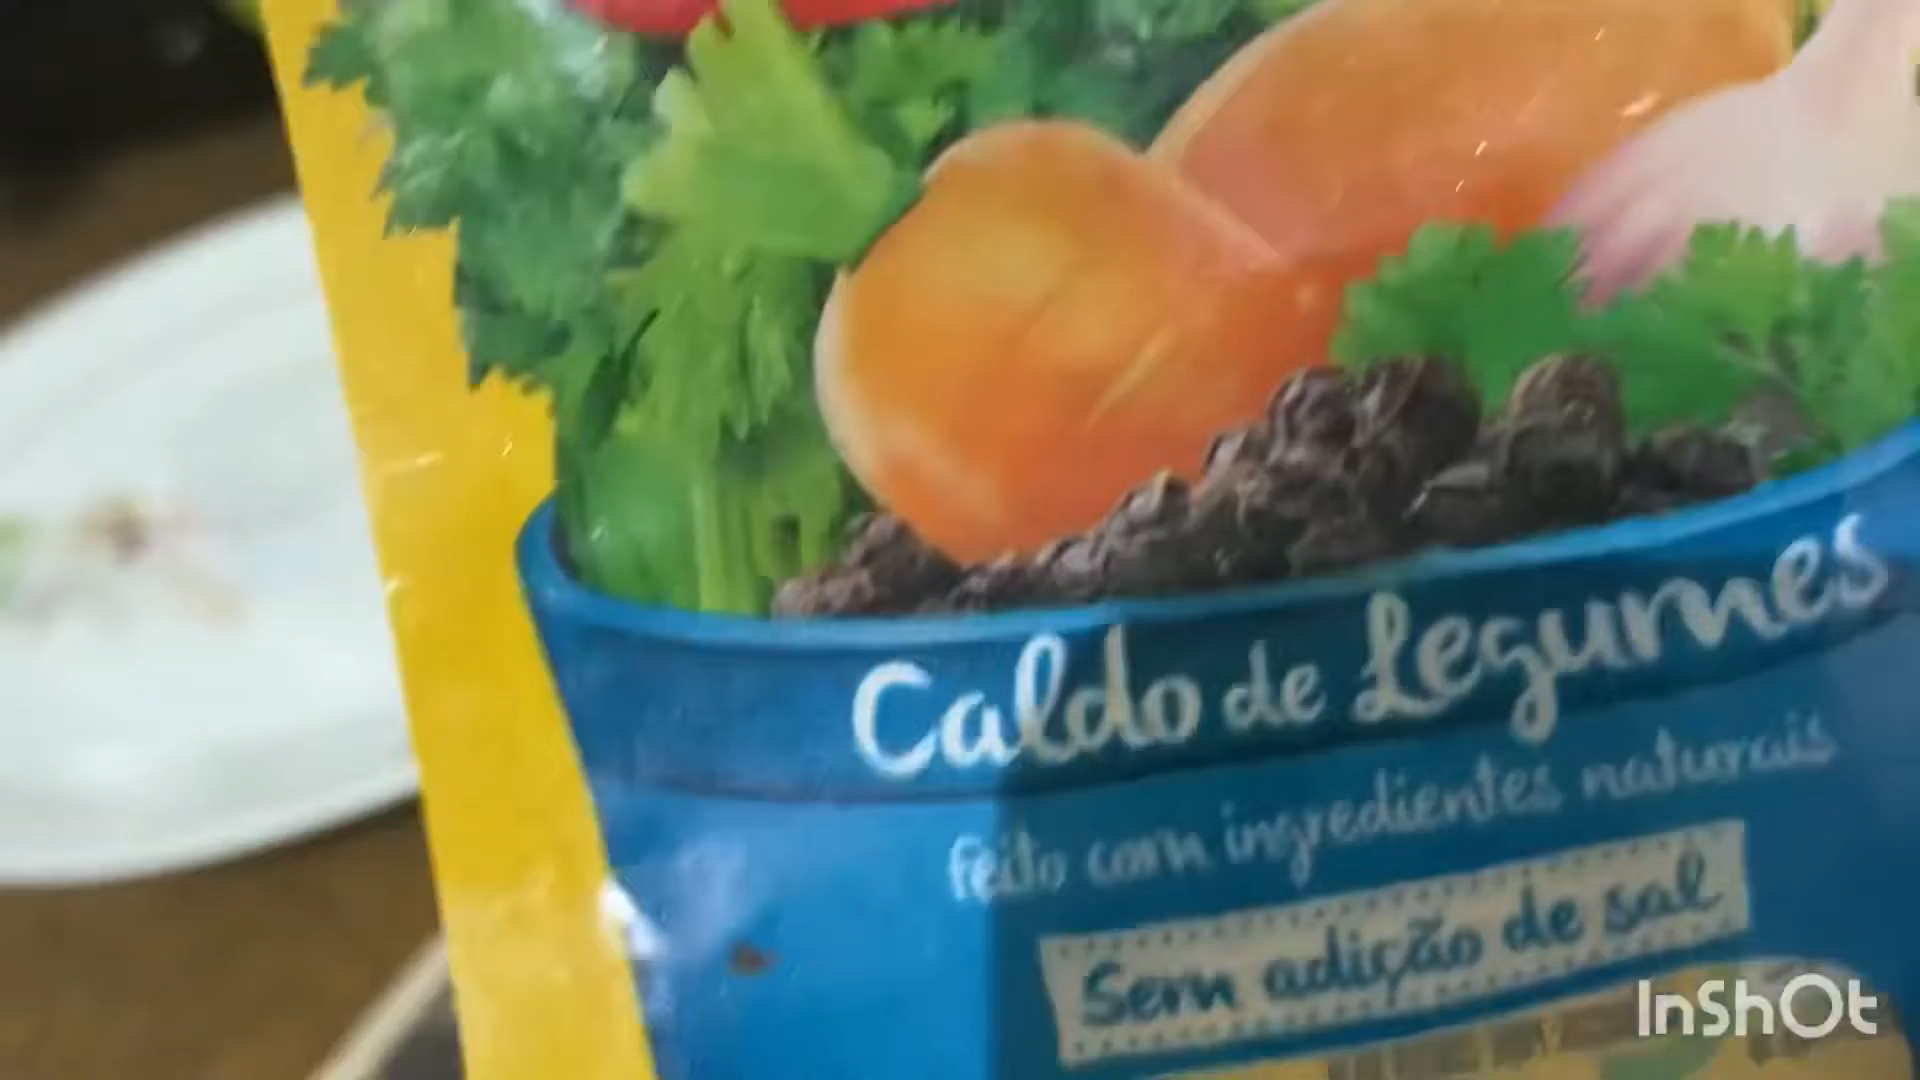 Caldo de Legumes
feito com ingredientes naturais
Sem adição de sal
InShOt